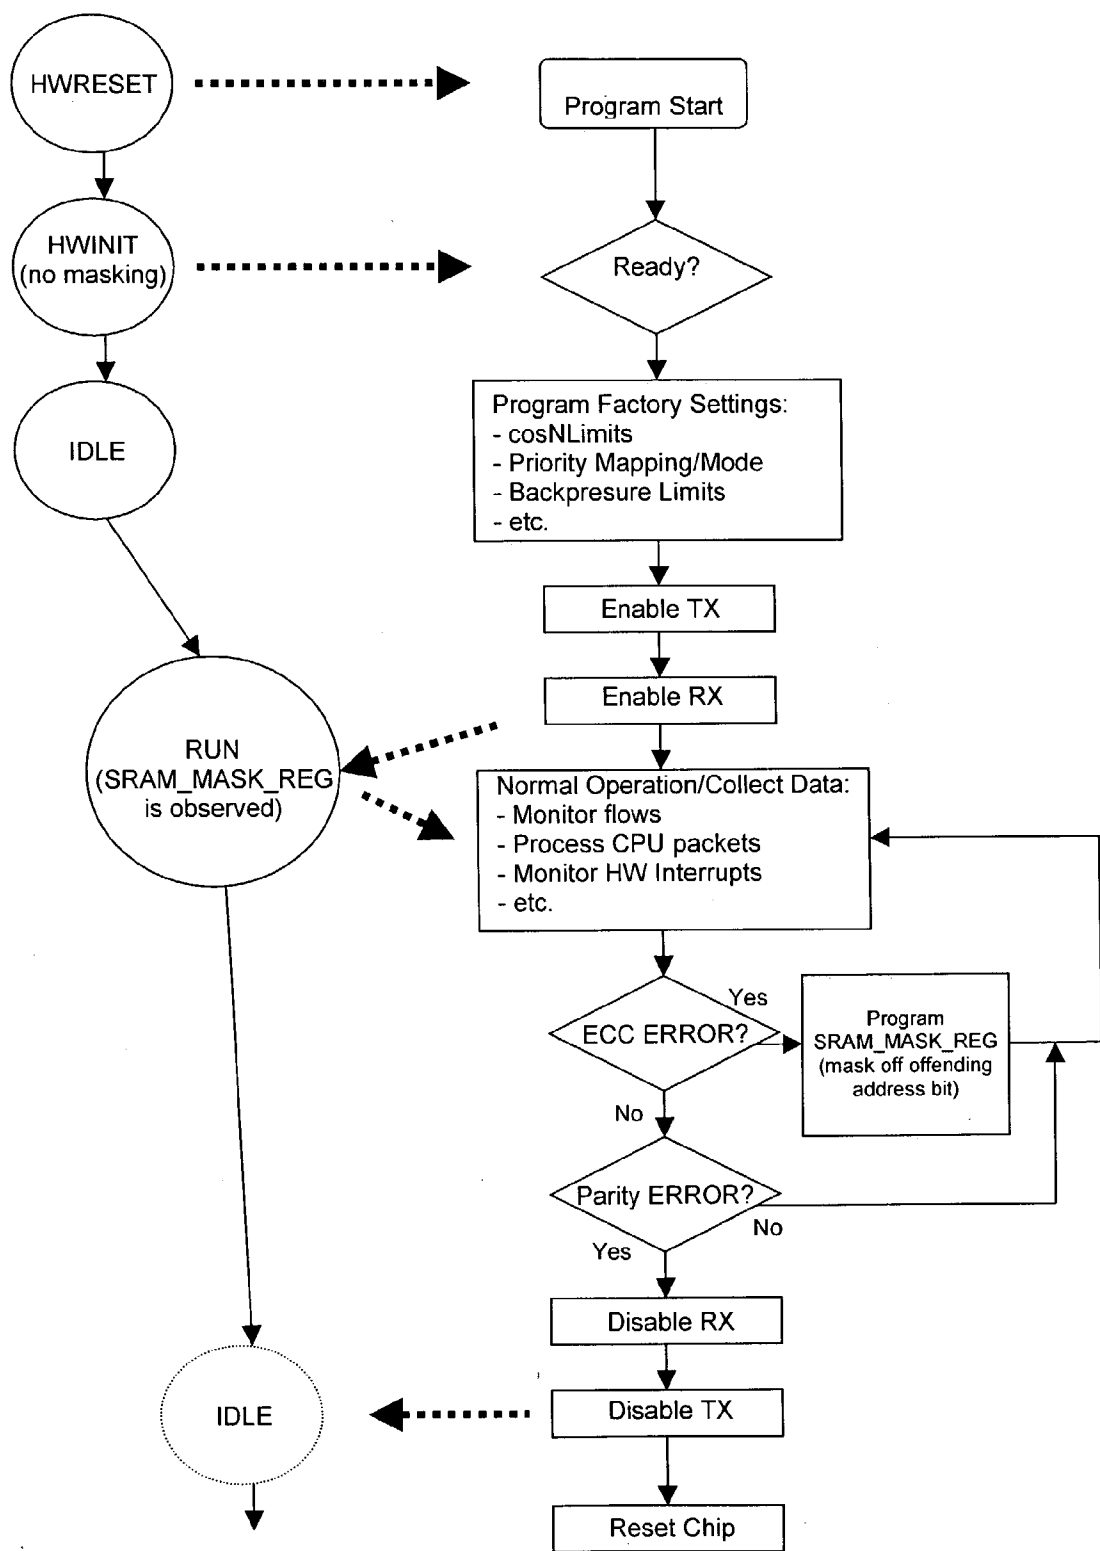 HWRESET
Program Start
HWINIT
(no masking)
Ready?
IDLE
Program Factory Settings:
- cosNLimits
- Priority Mapping/Mode
- Backpresure Limits
- etc.
Enable TX
Enable RX
RUN
(SRAM_MASK_REG
is observed)
Normal Operation/Collect Data:
- Monitor flows
- Process CPU packets
- Monitor HW Interrupts
- etc.
ECC ERROR?
Yes
Program
SRAM_MASK_REG
(mask off offending
address bit)
No
Parity ERROR?
No
Yes
Disable RX
IDLE
Disable TX
Reset Chip